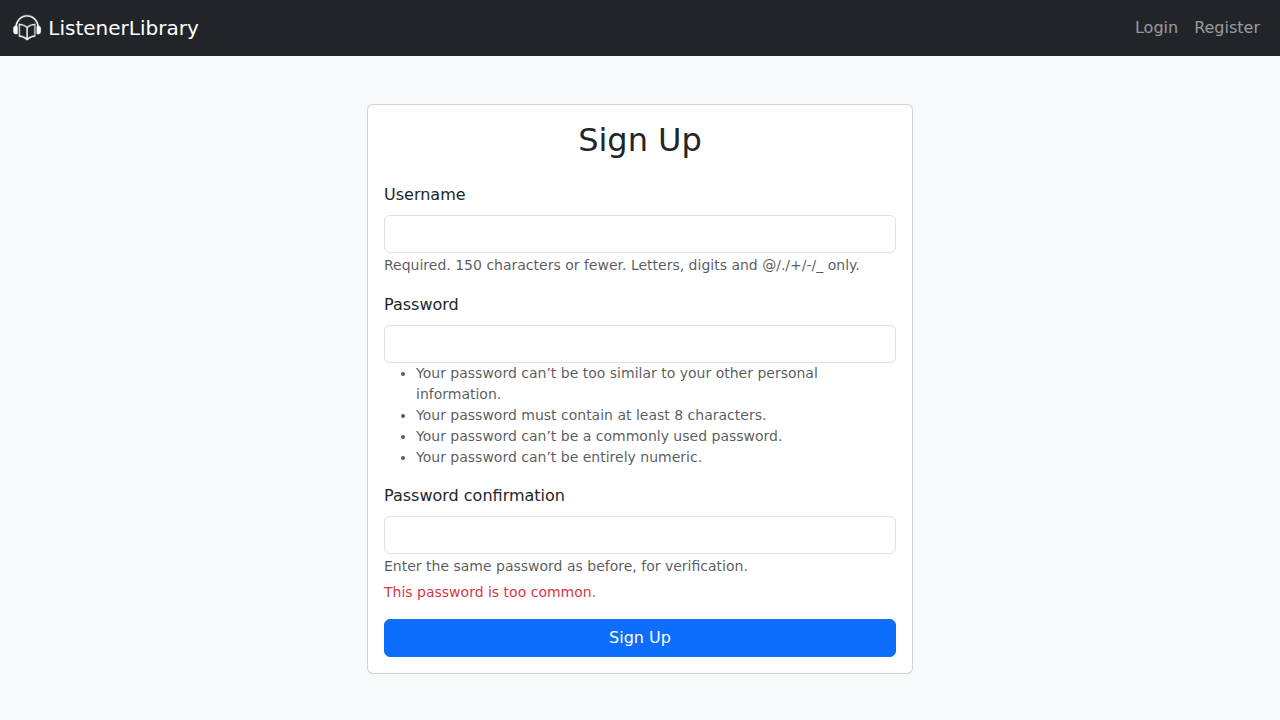 ListenerLibrary
Login
Register
Sign Up
Username
Required. 150 characters or fewer. Letters, digits and @/./+/-/_ only.
Password
Your password can’t be too similar to your other personal
information.
Your password must contain at least 8 characters.
Your password can’t be a commonly used password.
Your password can’t be entirely numeric.
Password confirmation
Enter the same password as before, for verification.
This password is too common.
Sign Up